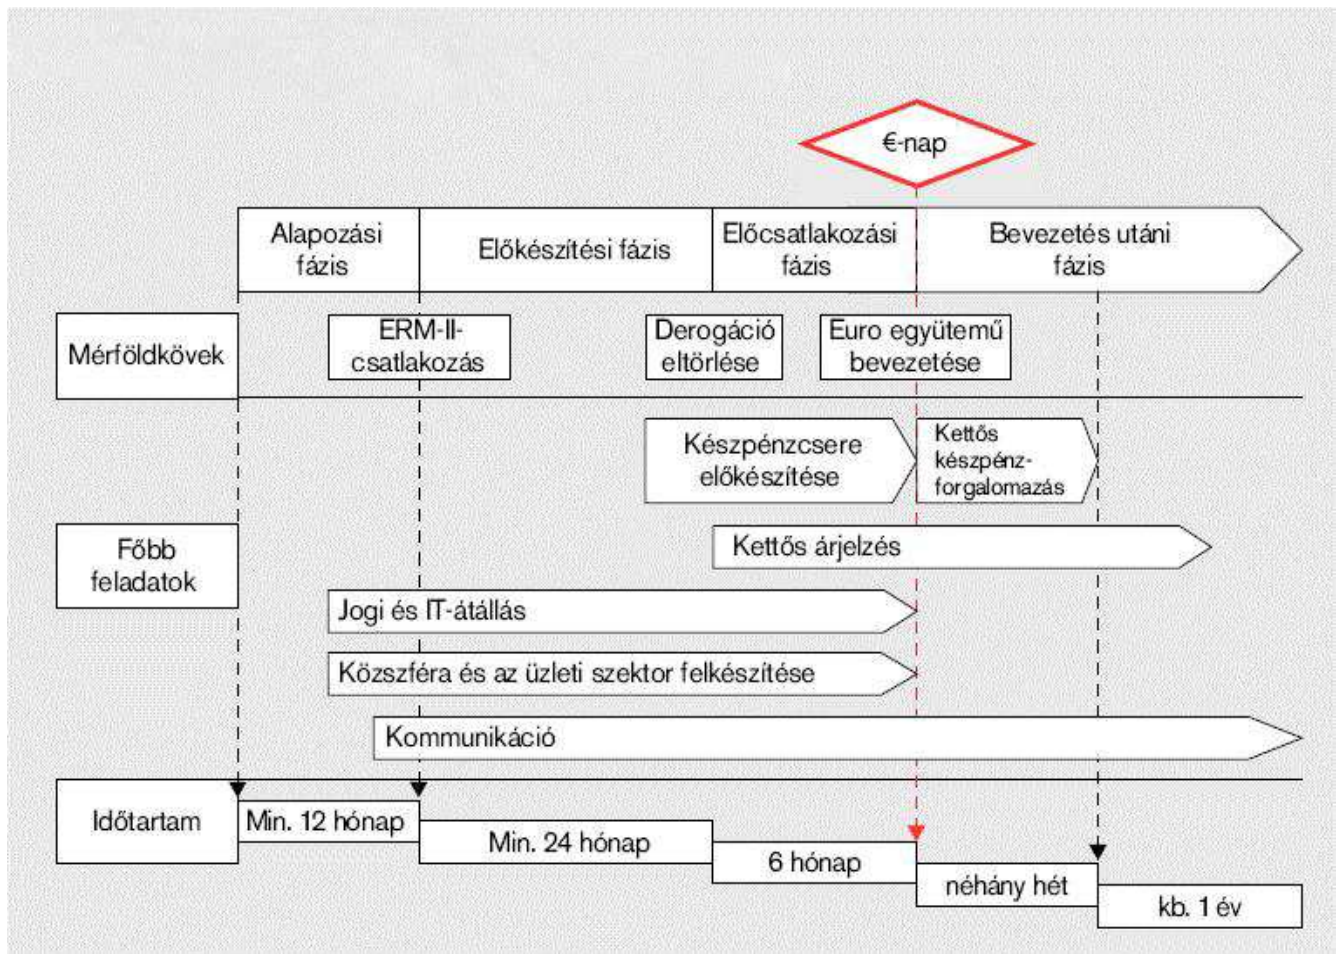 €-nap
Alapozási
fázis
Előkészítési fázis
Előcsatlakozási
fázis
Bevezetés utáni
fázis
Mérföldkövek
ERM-II-
csatlakozás
Derogáció
eltörlése
Euro együtemű
bevezetése
Készpénzcsere
előkészítése
Kettős
készpénz-
forgalomazás
Főbb
feladatok
Kettős árjelzés
Jogi és IT-átállás
Közszféra és az üzleti szektor felkészítése
Kommunikáció
Időtartam
Min. 12 hónap
Min. 24 hónap
6 hónap
néhány hét
kb. 1 év